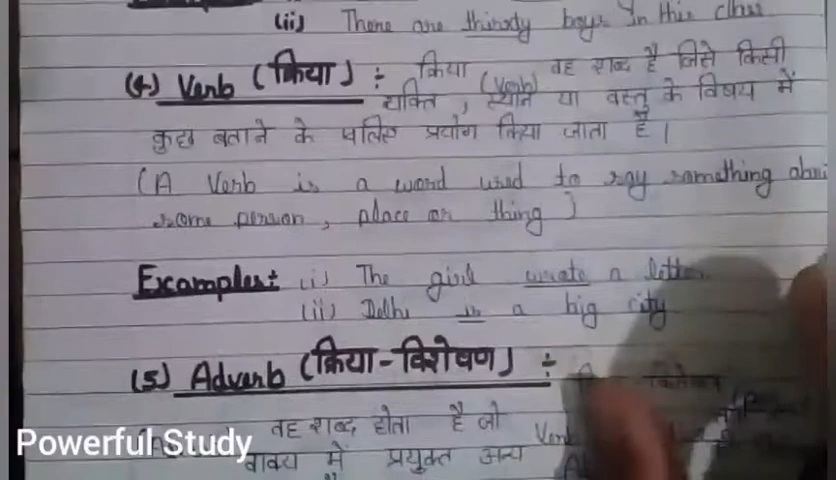 (ii) There are thirody boys in this class
(4) Verb (क्रिया) ÷ क्रिया (Verb) वह शब्द है जिसे किसी
व्यक्ति, स्थान या वस्तु के विषय में
कुछ बताने के प्रयोग किया जाता है।
(A Verb is a word used to say something
some person, place or thing)
Examples÷ (i) The girl wrote a letter
(ii) Delhi is a big city
(5) Adverb (क्रिया-विशेषण) ÷
वह शब्द होता है जो Verb
वाक्य में प्रयुक्त अन्य
Powerful Study